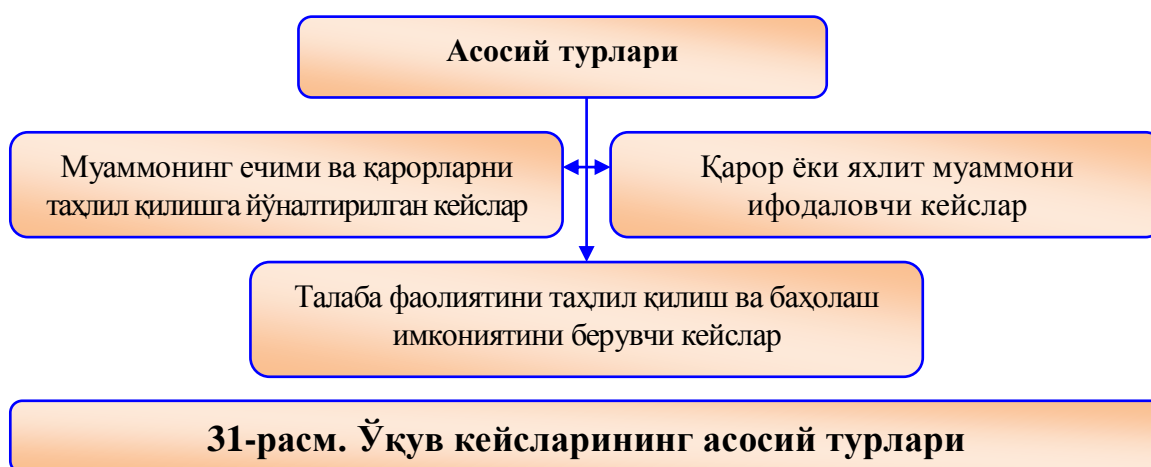 Асосий турлари
Муаммонинг ечими ва қарорларни
таҳлил қилишга йўналтирилган кейслар
Қарор ёки яхлит муаммони
ифодаловчи кейслар
Талаба фаолиятини таҳлил қилиш ва баҳолаш
имкониятини берувчи кейслар
31-расм. Ўқув кейсларининг асосий турлари